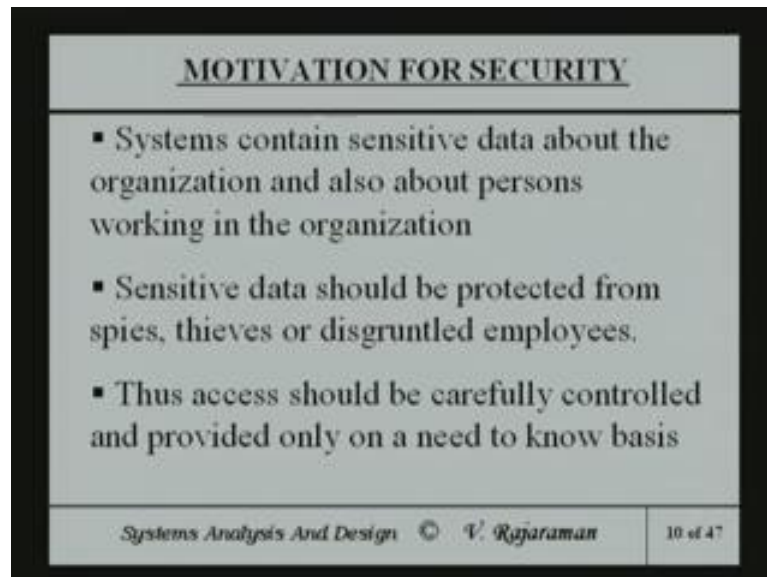 MOTIVATION FOR SECURITY
▪ Systems contain sensitive data about the
organization and also about persons
working in the organization
▪ Sensitive data should be protected from
spies, thieves or disgruntled employees.
▪ Thus access should be carefully controlled
and provided only on a need to know basis
Systems Analysis And Design © V. Rajaraman
10 of 47